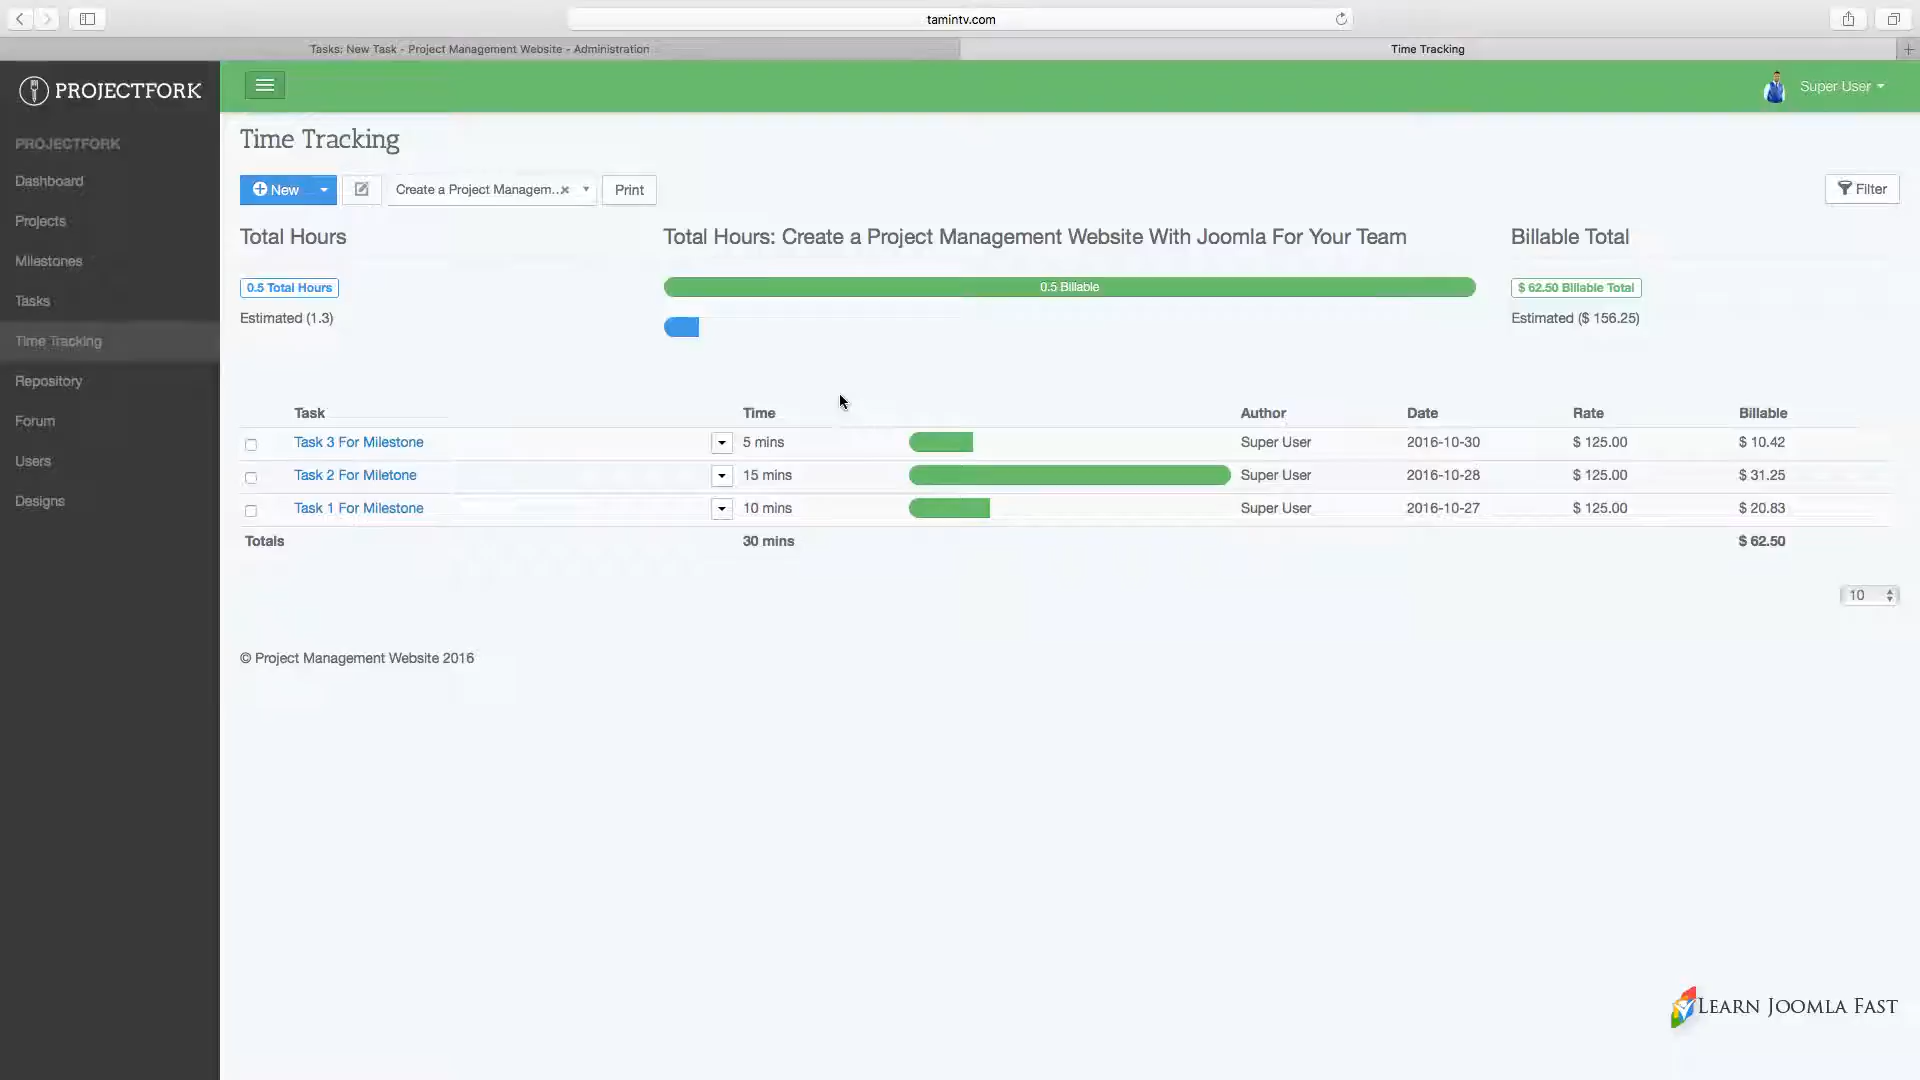 tamintv.com
Tasks: New Task - Project Management Website - Administration
Time Tracking
PROJECTFORK
Super User
PROJECTFORK
Dashboard
Projects
Milestones
Tasks
Time Tracking
Repository
Forum
Users
Designs
Time Tracking
New
Create a Project Managem...
Print
Filter
Total Hours
Total Hours: Create a Project Management Website With Joomla For Your Team
Billable Total
0.5 Total Hours
0.5 Billable
$ 62.50 Billable Total
Estimated (1.3)
Estimated ($ 156.25)
Task Time Author Date Rate Billable
Task 3 For Milestone 5 mins Super User 2016-10-30 $ 125.00 $ 10.42
Task 2 For Miletone 15 mins Super User 2016-10-28 $ 125.00 $ 31.25
Task 1 For Milestone 10 mins Super User 2016-10-27 $ 125.00 $ 20.83
Totals 30 mins $ 62.50
10
© Project Management Website 2016
LEARN JOOMLA FAST